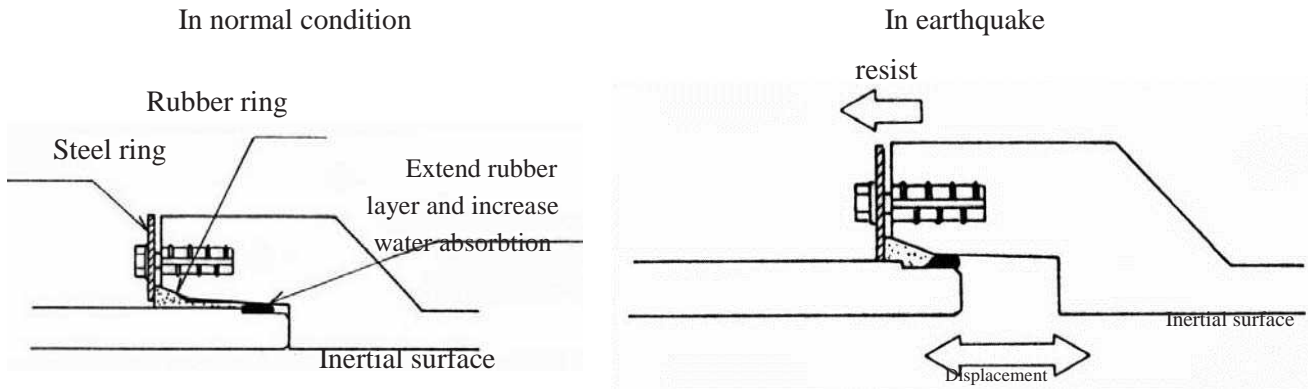 In normal condition
In earthquake
Rubber ring
Steel ring
Extend rubber
layer and increase
water absorbtion
Inertial surface
resist
Inertial surface
Displacement